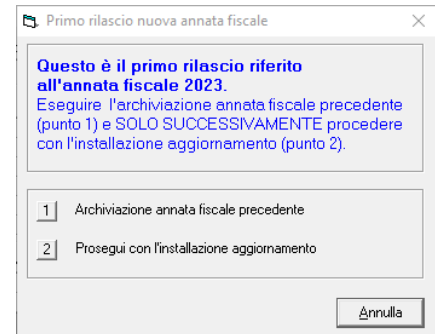 Primo rilascio nuova annata fiscale
Questo è il primo rilascio riferito
all'annata fiscale 2023.
Eseguire l'archiviazione annata fiscale precedente
(punto 1) e SOLO SUCCESSIVAMENTE procedere
con l'installazione aggiornamento (punto 2).
1 Archiviazione annata fiscale precedente
2 Prosegui con l'installazione aggiornamento
Annulla